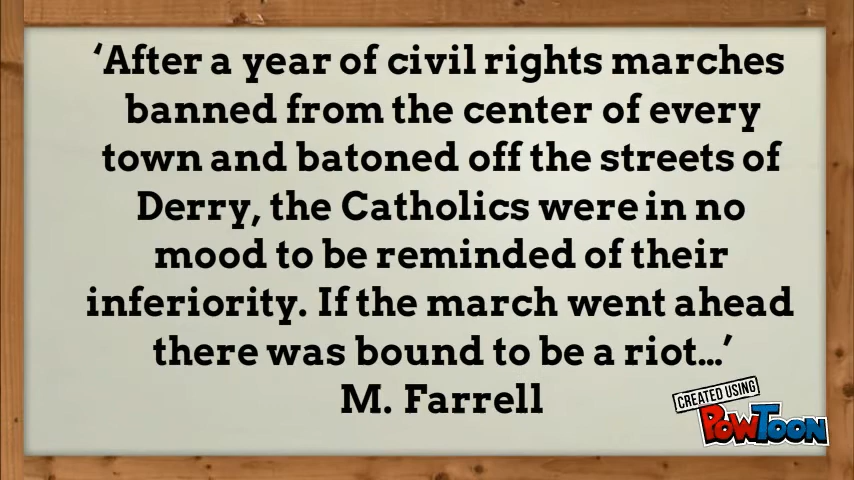 ‘After a year of civil rights marches
banned from the center of every
town and batoned off the streets of
Derry, the Catholics were in no
mood to be reminded of their
inferiority. If the march went ahead
there was bound to be a riot...’
M. Farrell
CREATED USING
POWTOON